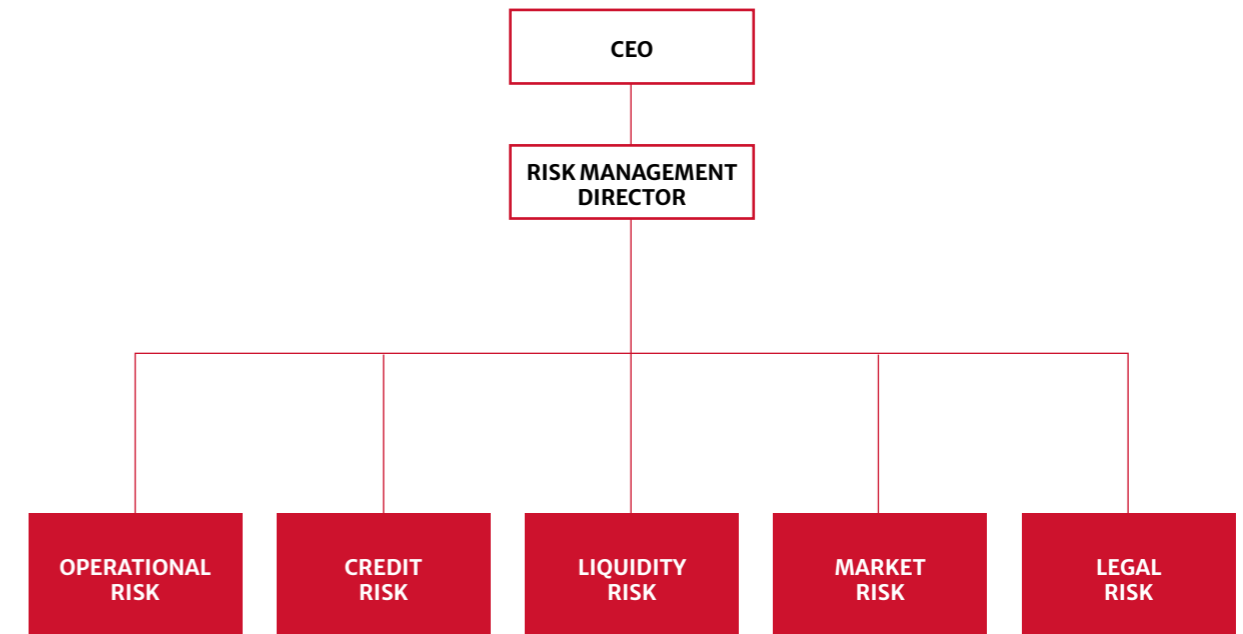 CEO
RISK MANAGEMENT
DIRECTOR
OPERATIONAL
RISK
CREDIT
RISK
LIQUIDITY
RISK
MARKET
RISK
LEGAL
RISK